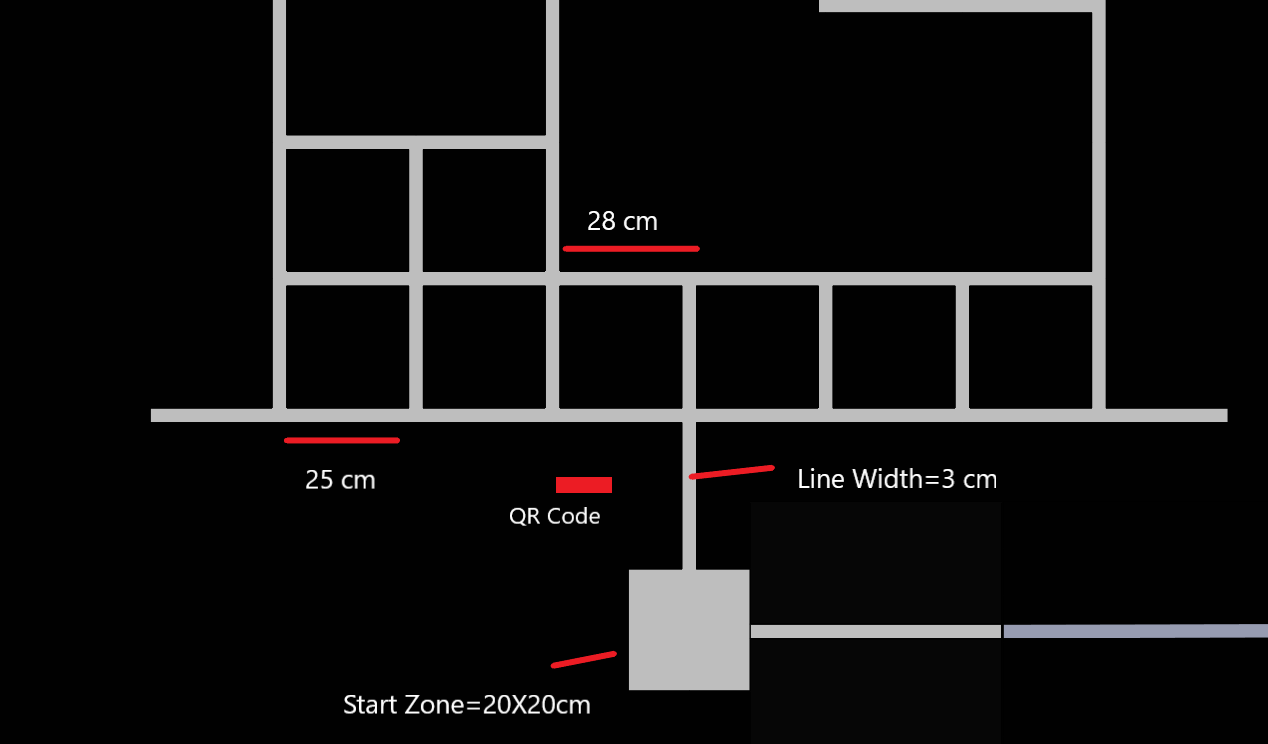 28 cm
25 cm
Line Width=3 cm
QR Code
Start Zone=20X20cm